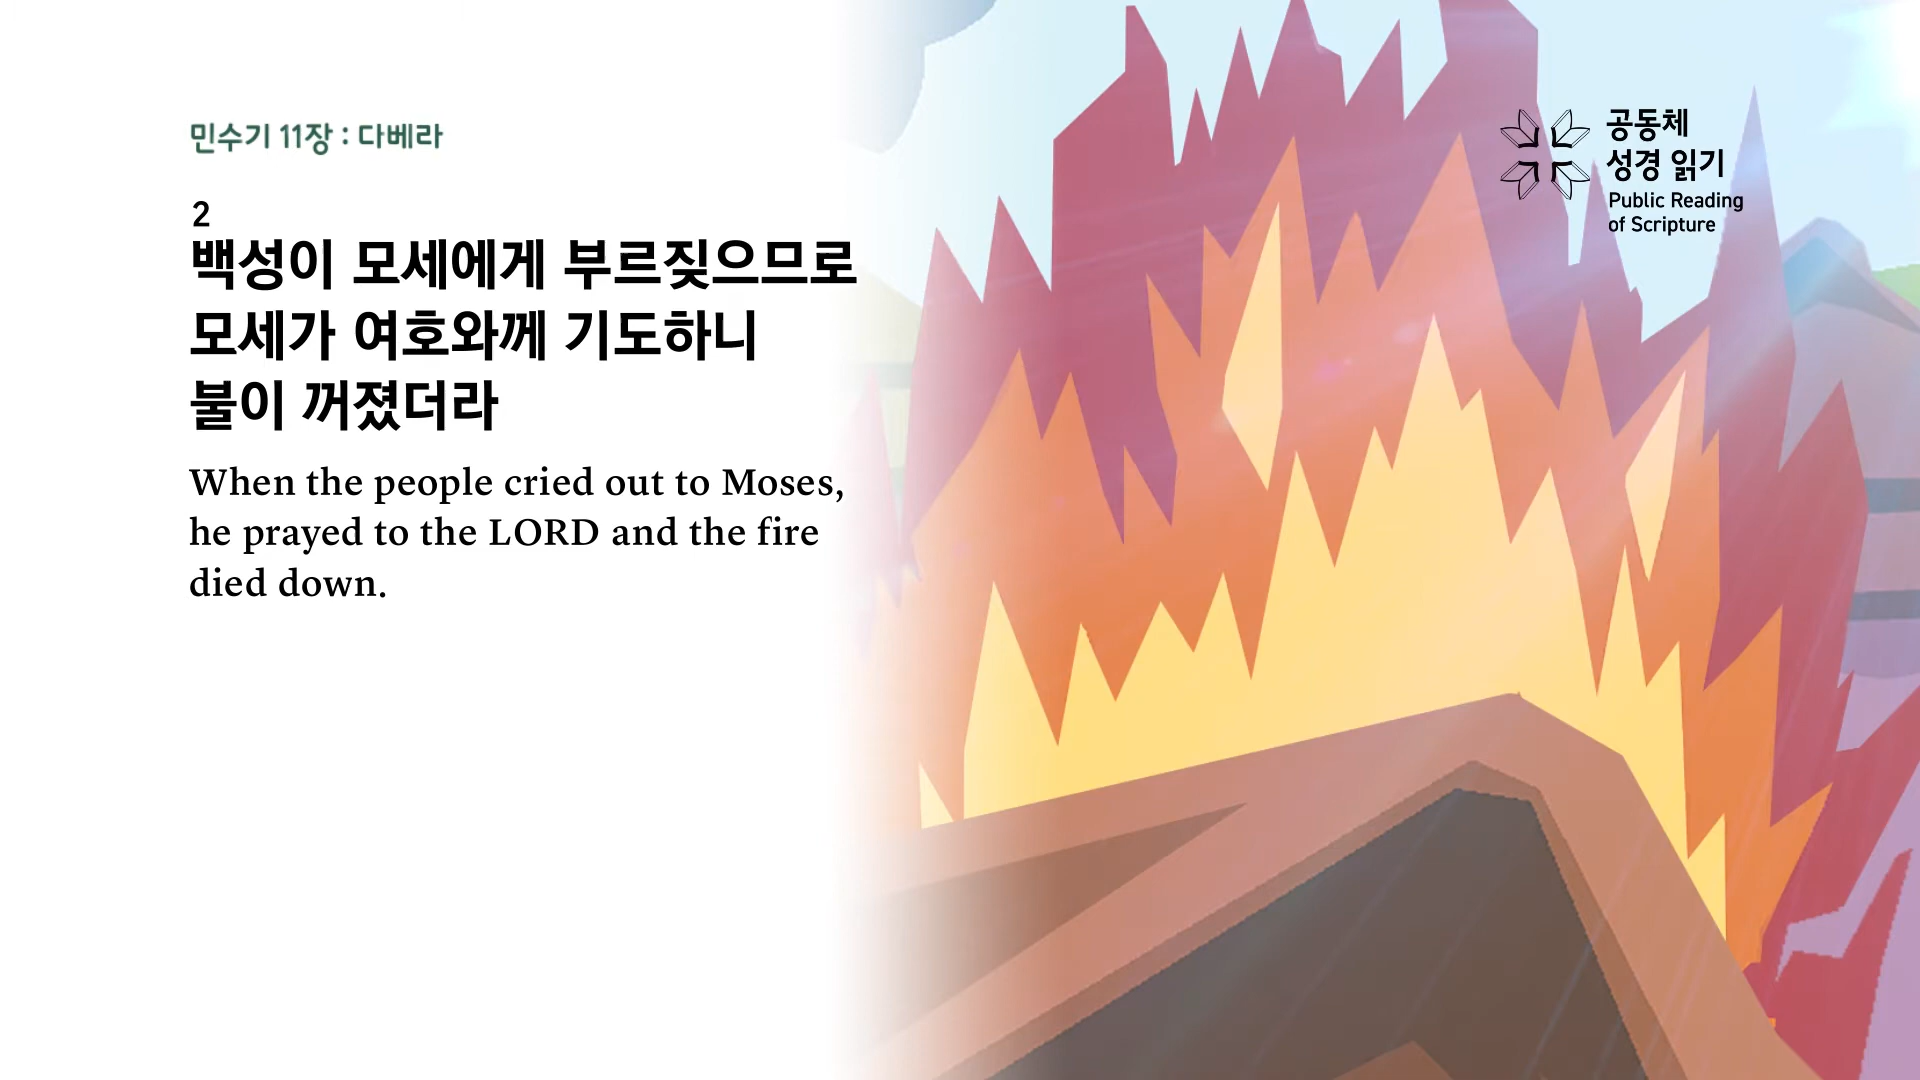 민수기 11장 : 다베라
2
백성이 모세에게 부르짖으므로
모세가 여호와께 기도하니
불이 꺼졌더라
When the people cried out to Moses,
he prayed to the LORD and the fire
died down.
공동체
성경 읽기
Public Reading
of Scripture